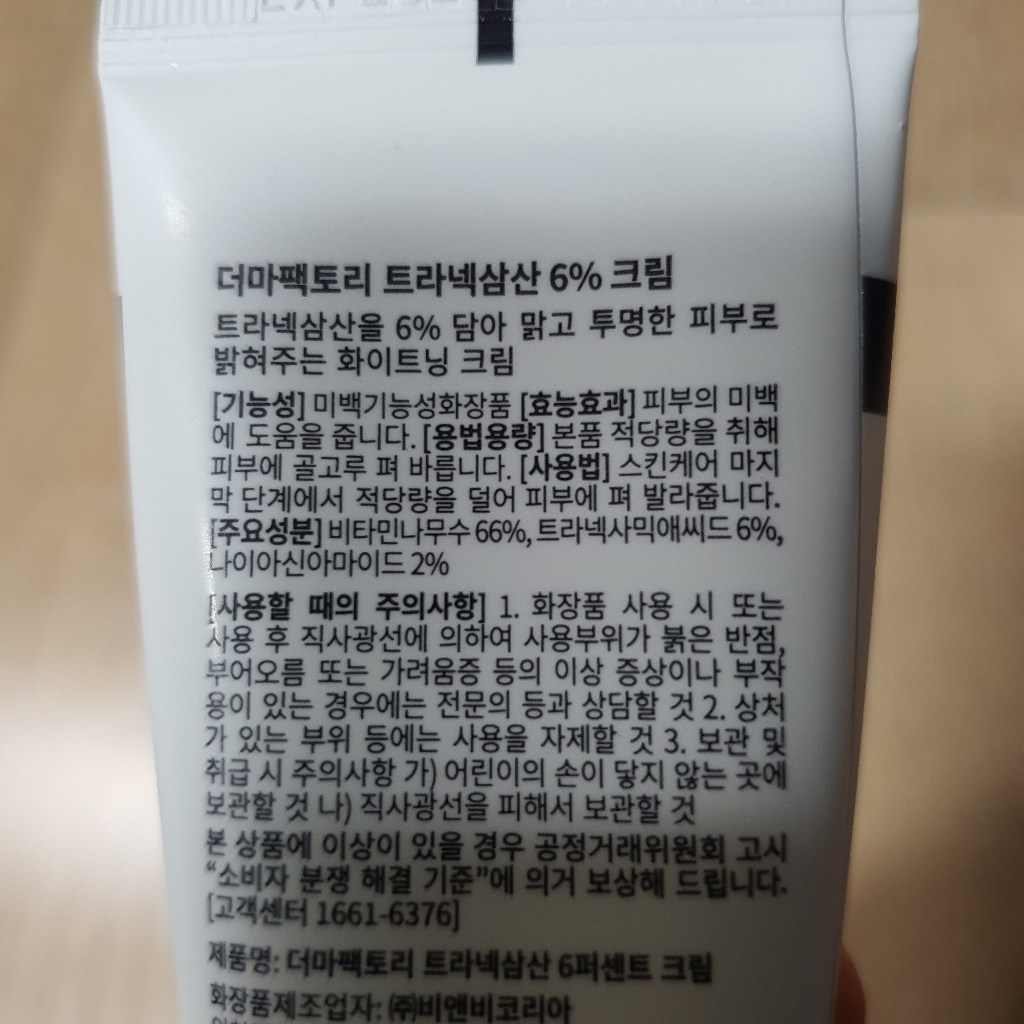 더마팩토리 트라넥삼산 6% 크림
트라넥삼산을 6% 담아 맑고 투명한 피부로
밝혀주는 화이트닝 크림
[기능성] 미백기능성화장품 [효능효과] 피부의 미백
에 도움을 줍니다. [용법용량] 본품 적당량을 취해
피부에 골고루 펴 바릅니다. [사용법] 스킨케어 마지
막 단계에서 적당량을 덜어 피부에 펴 발라줍니다.
[주요성분] 비타민나무수 66%, 트라넥사믹애씨드 6%,
나이아신아마이드 2%
[사용할 때의 주의사항] 1. 화장품 사용 시 또는
사용 후 직사광선에 의하여 사용부위가 붉은 반점,
부어오름 또는 가려움증 등의 이상 증상이나 부작
용이 있는 경우에는 전문의 등과 상담할 것 2. 상처
가 있는 부위 등에는 사용을 자제할 것 3. 보관 및
취급 시 주의사항 가) 어린이의 손이 닿지 않는 곳에
보관할 것 나) 직사광선을 피해서 보관할 것
본 상품에 이상이 있을 경우 공정거래위원회 고시
“소비자 분쟁 해결 기준”에 의거 보상해 드립니다.
[고객센터 1661-6376]
제품명: 더마팩토리 트라넥삼산 6퍼센트 크림
화장품제조업자: ㈜비앤비코리아